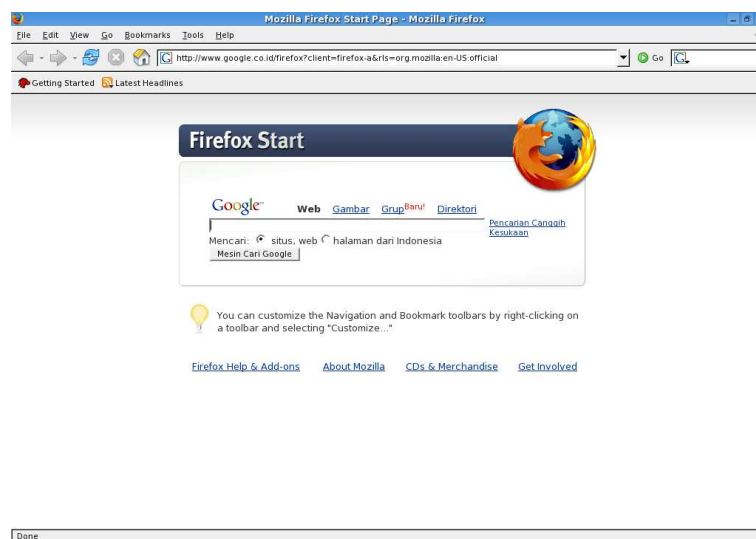 Mozilla Firefox Start Page - Mozilla Firefox
File Edit View Go Bookmarks Tools Help
http://www.google.co.id/firefox?client=firefox-a&rls=org.mozilla:en-US:official Go
Getting Started Latest Headlines
Firefox Start
Google Web Gambar Grup Baru! Direktori
Pencarian Canggih
Kesukaan
Mencari: situs, web halaman dari Indonesia
Mesin Cari Google
You can customize the Navigation and Bookmark toolbars by right-clicking on
a toolbar and selecting "Customize..."
Firefox Help & Add-ons About Mozilla CDs & Merchandise Get Involved
Done